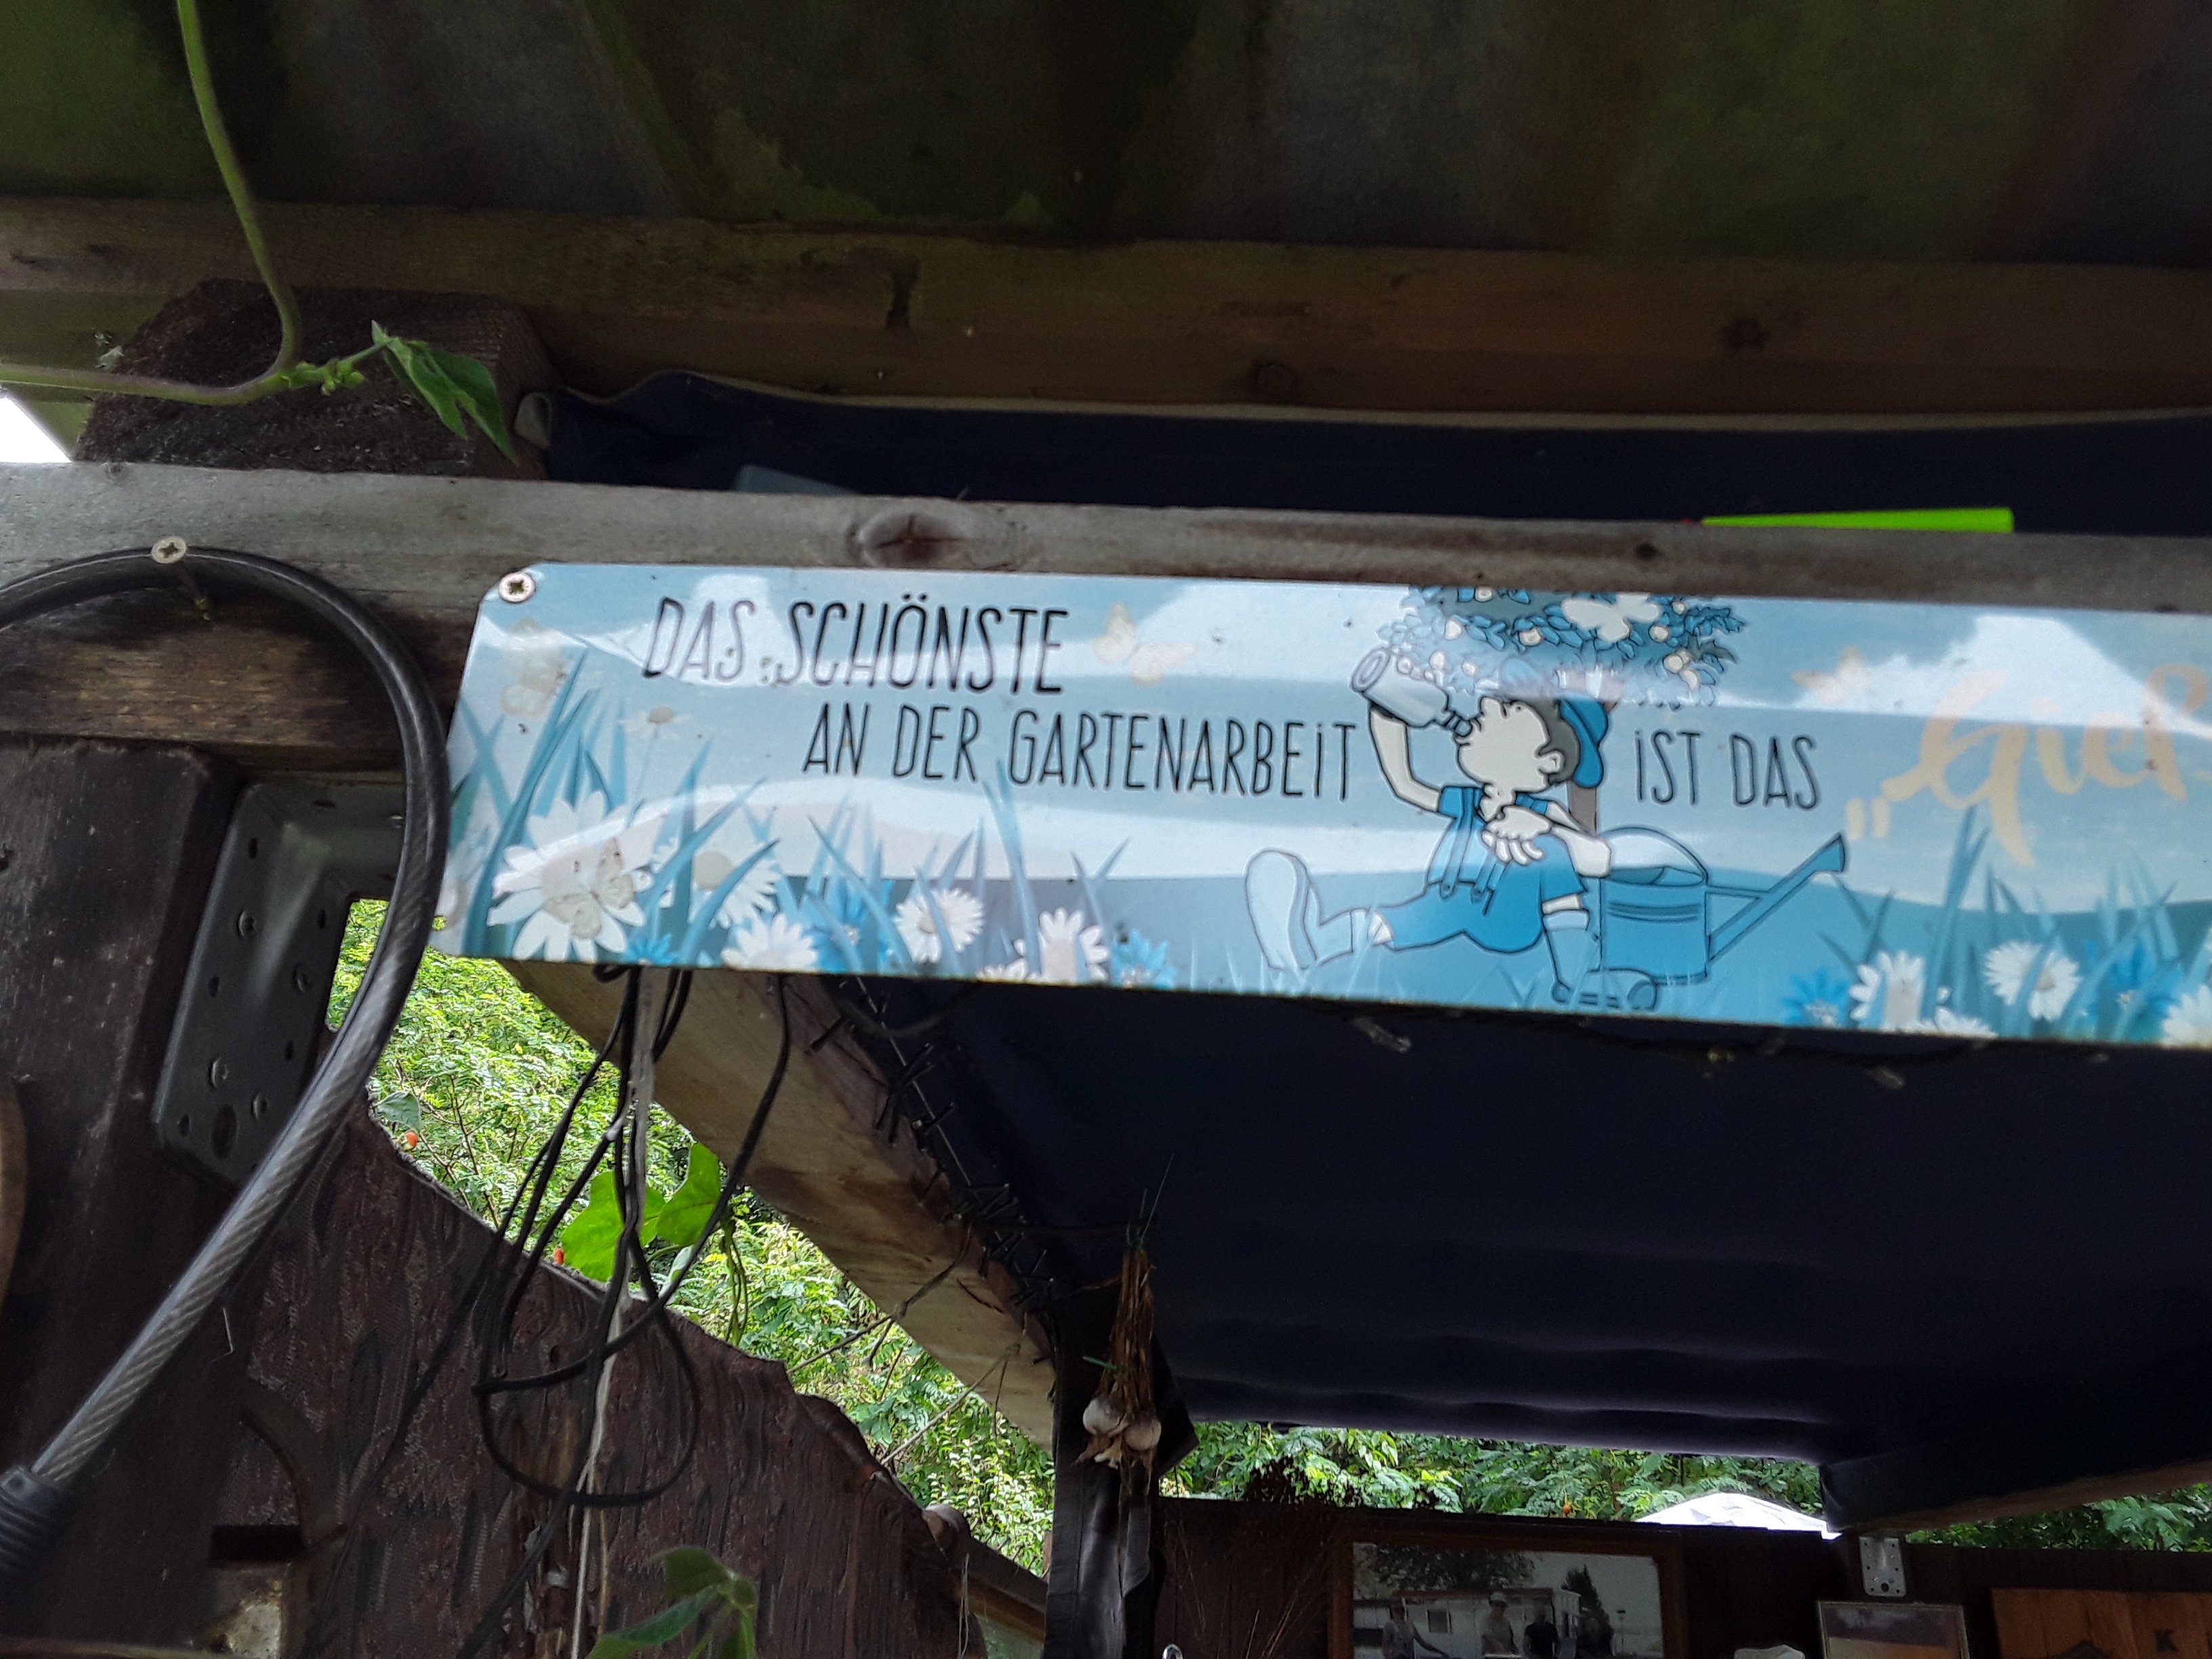 DAS SCHÖNSTE
AN DER GARTENARBEIT IST DAS
K